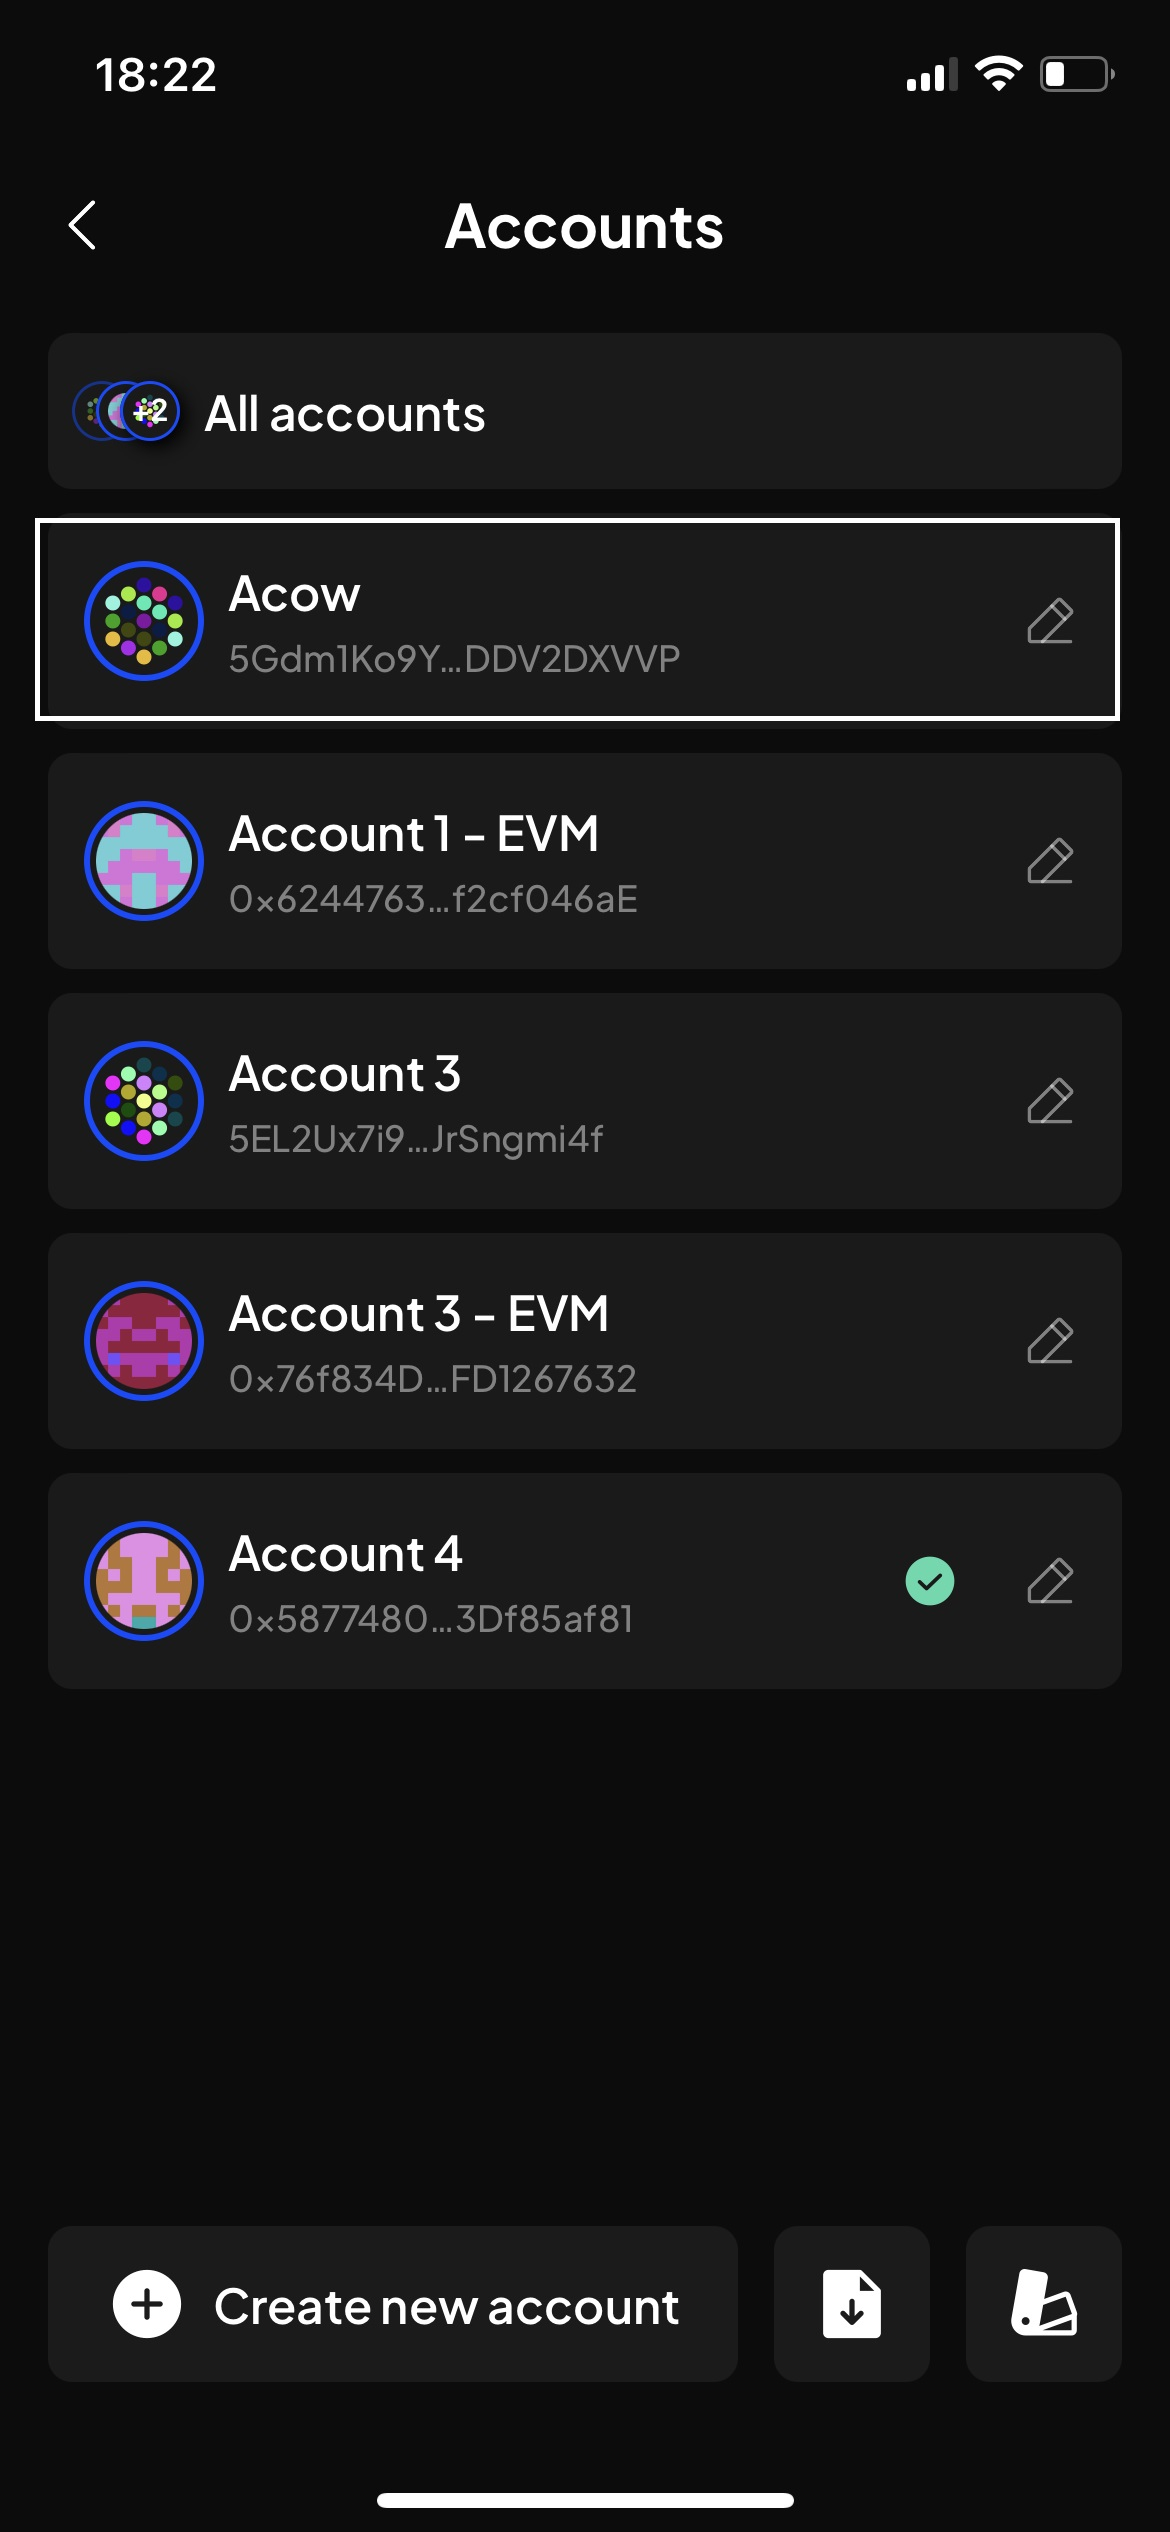 18:22
Accounts
+2
All accounts
Acow
5Gdm1Ko9Y...DDV2DXVVP
Account 1 - EVM
0x6244763...f2cf046aE
Account 3
5EL2Ux7i9...JrSngmi4f
Account 3 - EVM
0x76f834D...FD1267632
Account 4
0x5877480...3Df85af81
Create new account